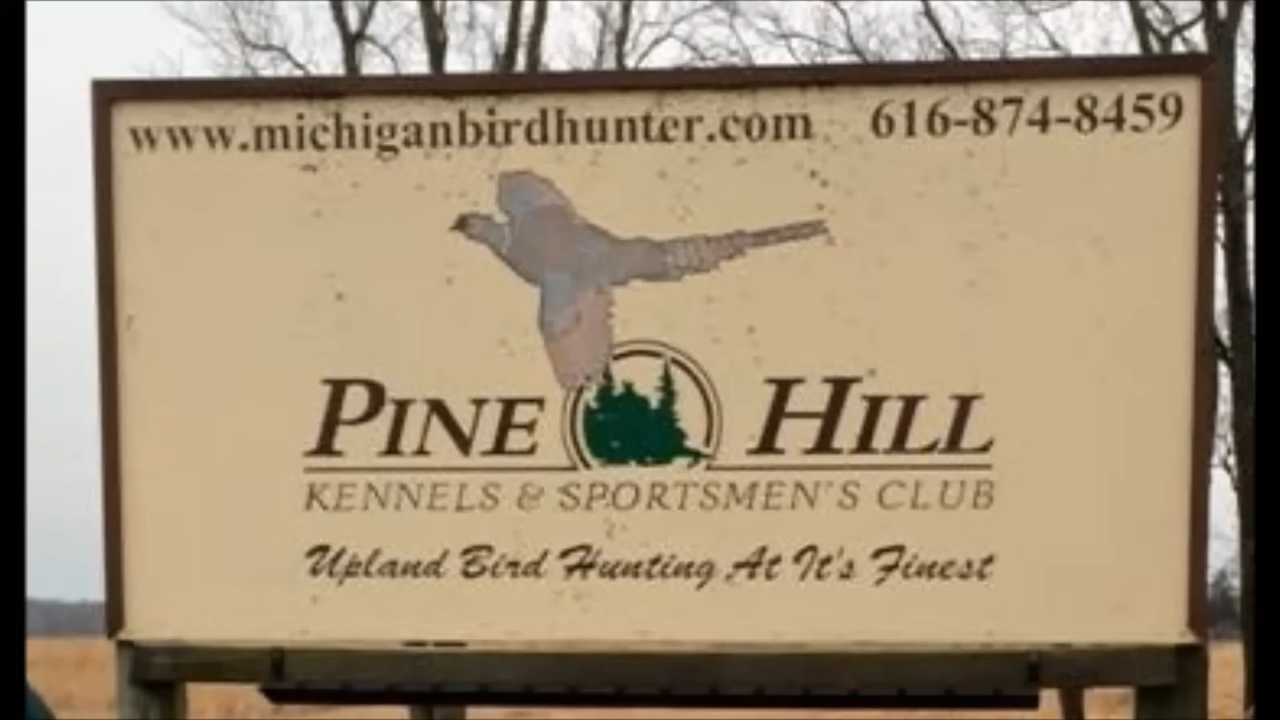 www.michiganbirdhunter.com 616-874-8459
PINE HILL
KENNELS & SPORTSMEN'S CLUB
Upland Bird Hunting At It's Finest